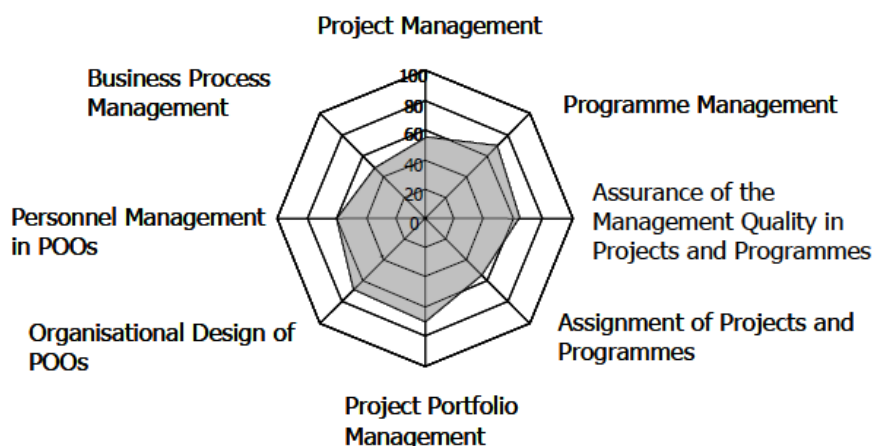 Project Management
Business Process
Management
Programme Management
100
80
60
40
20
0
Assurance of the
Management Quality in
Projects and Programmes
Personnel Management
in POOs
Organisational Design of
POOs
Assignment of Projects and
Programmes
Project Portfolio
Management